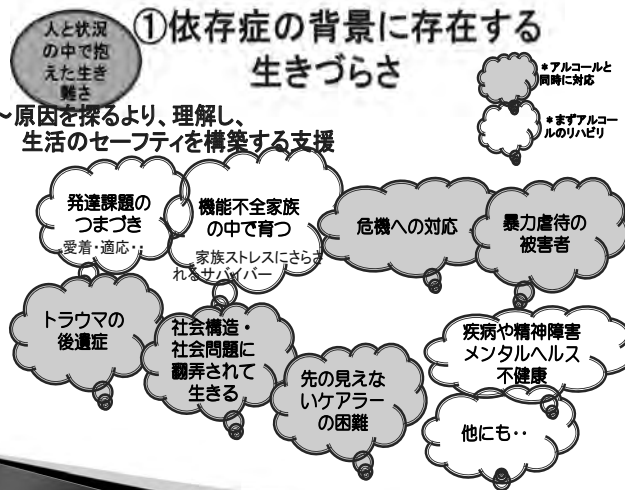 人と状況
の中で抱
えた生き
難さ
①依存症の背景に存在する
生きづらさ
～原因を探るより、理解し、
生活のセーフティを構築する支援
＊アルコールと
同時に対応
＊まずアルコー
ルのリハビリ
発達課題の
つまづき
愛着・適応・・
機能不全家族
の中で育つ
家族ストレスにさらさ
れるサバイバー
危機への対応
暴力虐待の
被害者
トラウマの
後遺症
社会構造・
社会問題に
翻弄されて
生きる
先の見えな
いケアラー
の困難
疾病や精神障害
メンタルヘルス
不健康
他にも・・